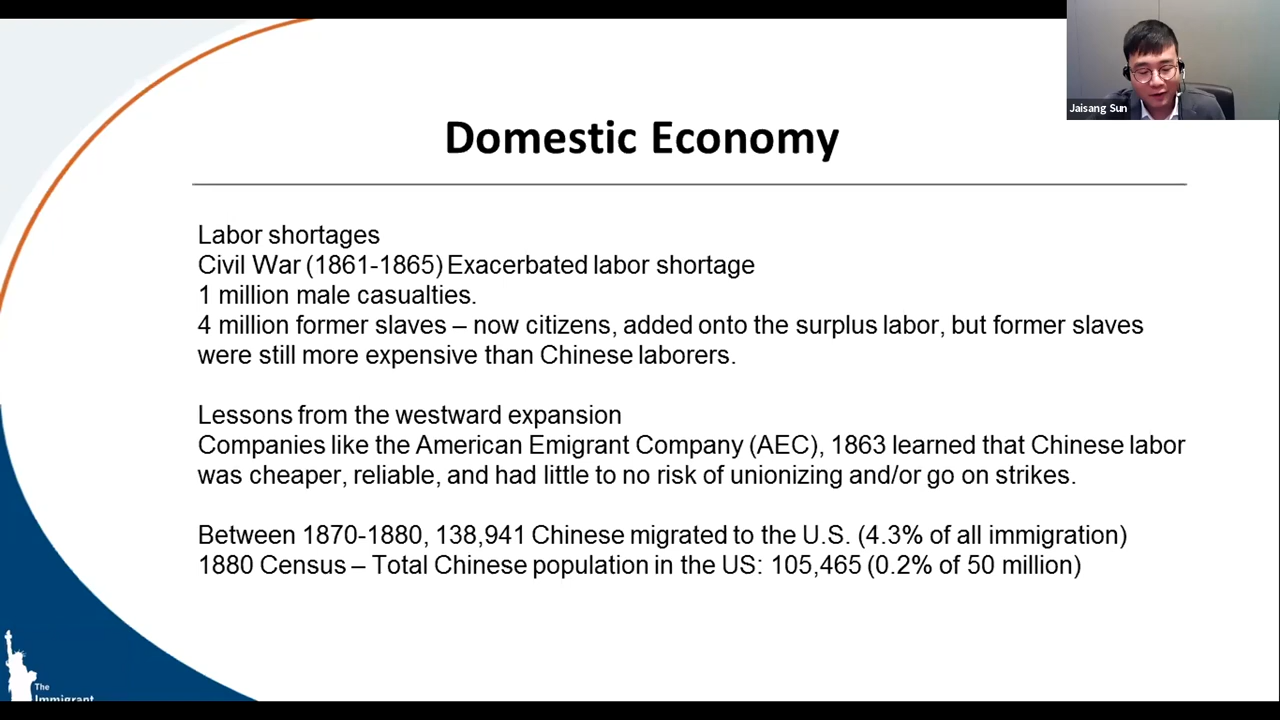 Jaisang Sun
Domestic Economy
Labor shortages
Civil War (1861-1865) Exacerbated labor shortage
1 million male casualties.
4 million former slaves – now citizens, added onto the surplus labor, but former slaves
were still more expensive than Chinese laborers.
Lessons from the westward expansion
Companies like the American Emigrant Company (AEC), 1863 learned that Chinese labor
was cheaper, reliable, and had little to no risk of unionizing and/or go on strikes.
Between 1870-1880, 138,941 Chinese migrated to the U.S. (4.3% of all immigration)
1880 Census – Total Chinese population in the US: 105,465 (0.2% of 50 million)
The
Immigrant